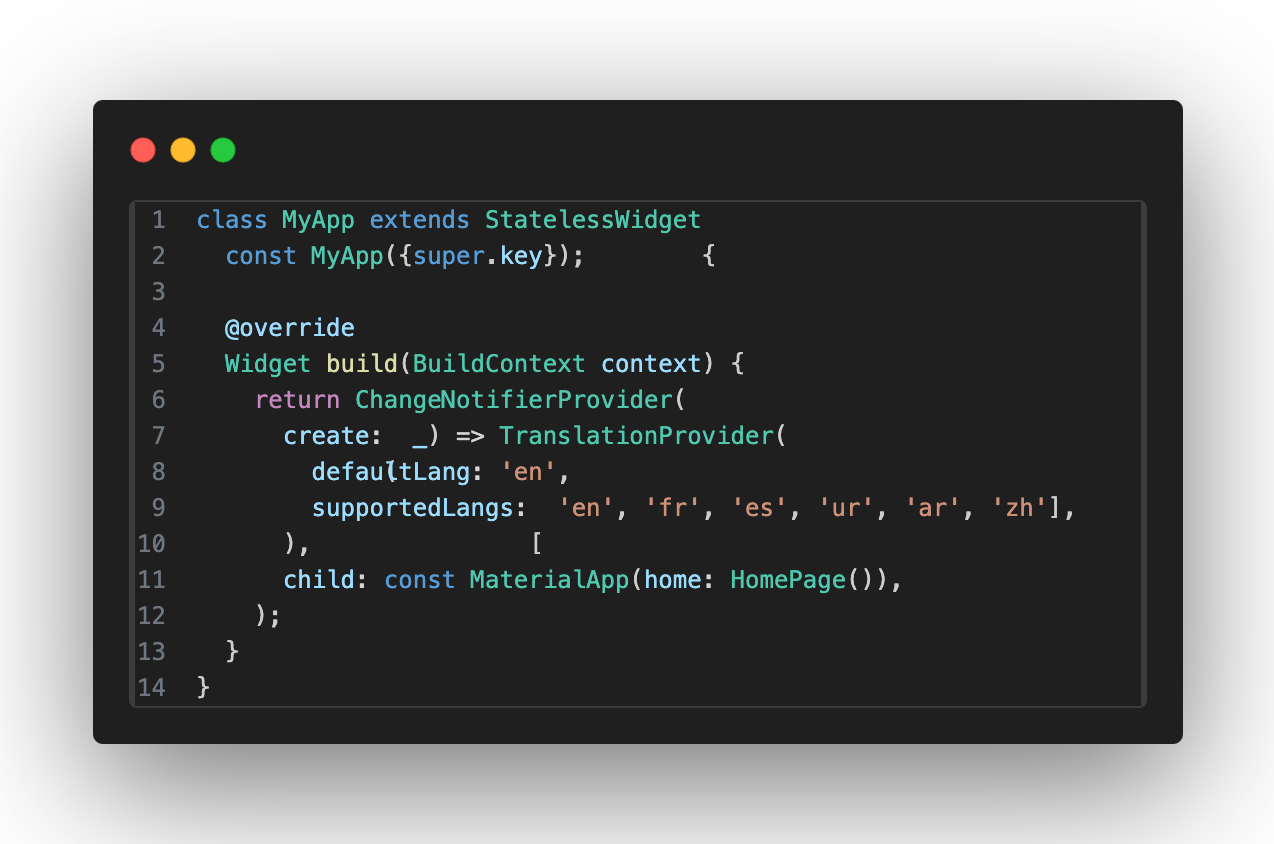 1 class MyApp extends StatelessWidget
2   const MyApp({super.key});        {
3
4   @override
5   Widget build(BuildContext context) {
6     return ChangeNotifierProvider(
7       create:  _) => TranslationProvider(
8         defaultLang: 'en',
9         supportedLangs:  'en', 'fr', 'es', 'ur', 'ar', 'zh'],
10       ),               [
11       child: const MaterialApp(home: HomePage()),
12     );
13   }
14 }